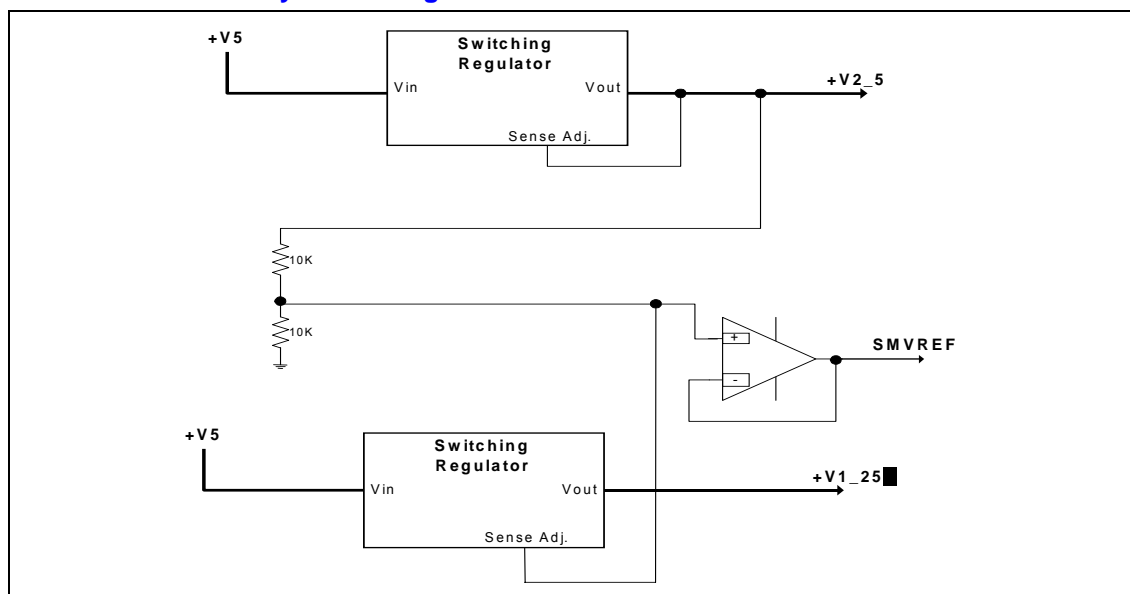 +V5
Switching
Regulator
Vin
Vout
+V2_5
Sense Adj.
10K
10K
+
-
SMVREF
+V5
Switching
Regulator
Vin
Vout
+V1_25
Sense Adj.